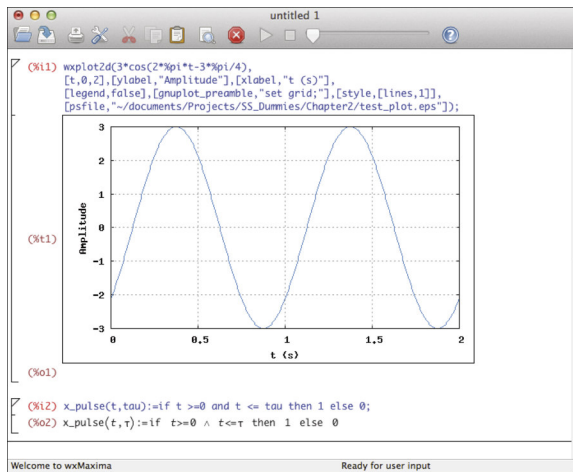 untitled 1
(%i1) wxplot2d(3*cos(2*%pi*t-3*%pi/4),
[t,0,2],[ylabel,"Amplitude"],[xlabel,"t (s)"],
[legend,false],[gnuplot_preamble,"set grid;"],[style,[lines,1]],
[psfile,"~/documents/Projects/SS_Dummies/Chapter2/test_plot.eps"]);
(%t1)
Amplitude
3
2
1
0
-1
-2
-3
0 0.5 1 1.5 2
t (s)
(%o1)
(%i2) x_pulse(t,tau):=if t >=0 and t <= tau then 1 else 0;
(%o2) x_pulse(t,τ):=if t>=0 ∧ t<=τ then 1 else 0
Welcome to wxMaxima Ready for user input